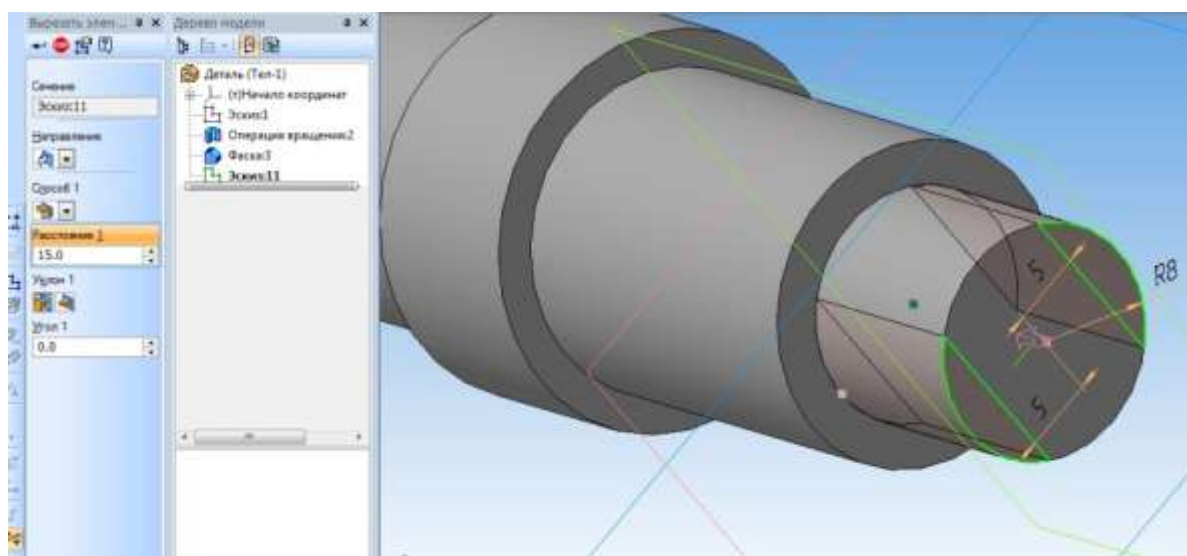 Вырезать элем...
Сечение
Эскиз:11
Направление
Способ 1
Расстояние 1
15.0
Уклон 1
Угол 1
0.0
Дерево модели
Деталь (Тел-1)
(т)Начало координат
Эскиз:1
Операция вращения:2
Фаска:3
Эскиз:11
5
R8
5